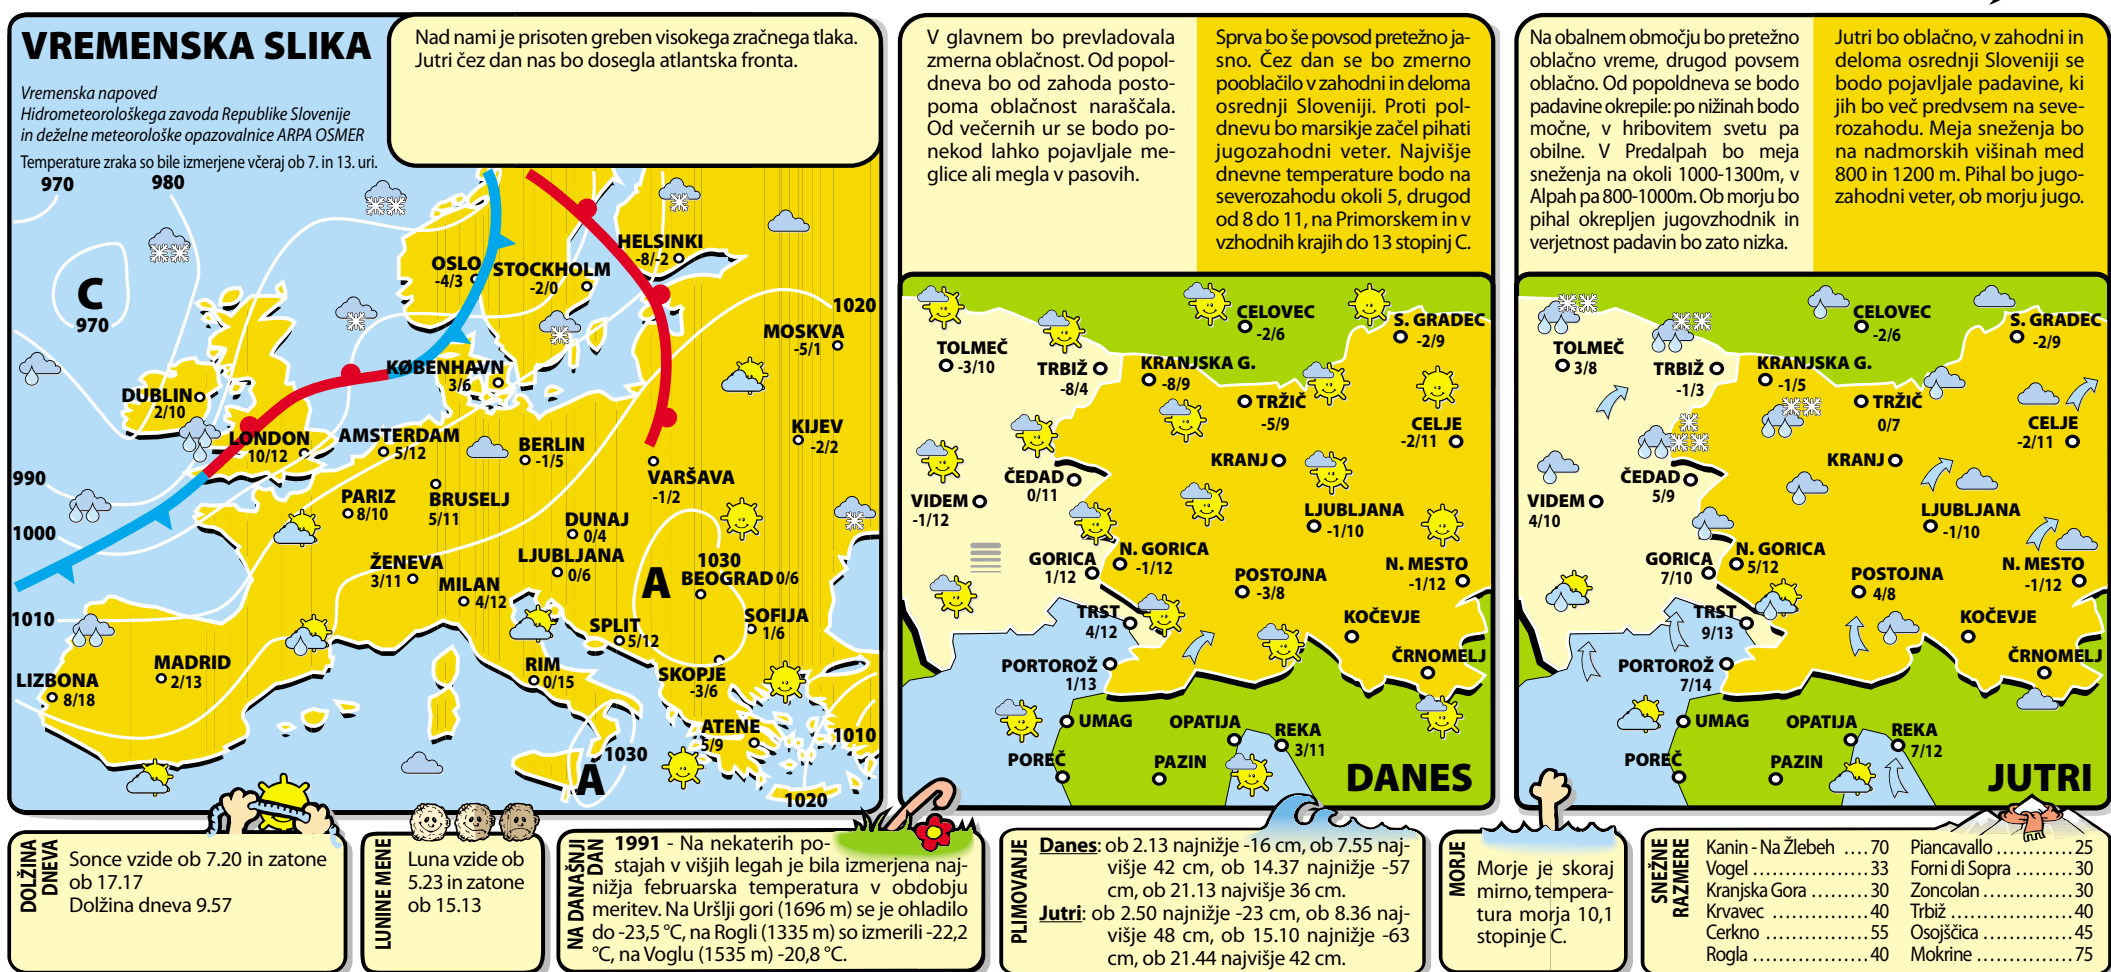 VREMENSKA SLIKA
Vremenska napoved
Hidrometeorološkega zavoda Republike Slovenije
in deželne meteorološke opazovalnice ARPA OSMER
Temperature zraka so bile izmerjene včeraj ob 7. in 13. uri.
Nad nami je prisoten greben visokega zračnega tlaka.
Jutri čez dan nas bo dosegla atlantska fronta.
970
980
C
970
HELSINKI
-8/-2
OSLO
-4/3
STOCKHOLM
-2/0
1020
MOSKVA
-5/1
KØBENHAVN
3/6
DUBLIN
2/10
LONDON
10/12
AMSTERDAM
5/12
BERLIN
-1/5
KIJEV
-2/2
990
VARŠAVA
-1/2
PARIZ
8/10
BRUSELJ
5/11
1000
DUNAJ
0/4
ŽENEVA
3/11
LJUBLJANA
0/6
1030
A
BEOGRAD 0/6
MILAN
4/12
1010
SPLIT
5/12
SOFIJA
1/6
MADRID
2/13
RIM
0/15
SKOPJE
-3/6
LIZBONA
8/18
ATENE
5/9
1010
1030
A
1020
V glavnem bo prevladovala
zmerna oblačnost. Od popol-
dneva bo od zahoda posto-
poma oblačnost naraščala.
Od večernih ur se bodo po-
nekod lahko pojavljale me-
glice ali megla v pasovih.
Sprva bo še povsod pretežno ja-
sno. Čez dan se bo zmerno
pooblačilo v zahodni in deloma
osrednji Sloveniji. Proti pol-
dnevu bo marsikje začel pihati
jugozahodni veter. Najvišje
dnevne temperature bodo na
severozahodu okoli 5, drugod
od 8 do 11, na Primorskem in v
vzhodnih krajih do 13 stopinj C.
CELOVEC
-2/6
S. GRADEC
-2/9
TOLMEČ
-3/10
TRBIŽ
-8/4
KRANJSKA G.
-8/9
TRŽIČ
-5/9
CELJE
-2/11
KRANJ
ČEDAD
0/11
VIDEM
-1/12
LJUBLJANA
-1/10
GORICA
1/12
N. GORICA
-1/12
POSTOJNA
-3/8
N. MESTO
-1/12
TRST
4/12
KOČEVJE
PORTOROŽ
1/13
ČRNOMELJ
UMAG
OPATIJA
REKA
3/11
POREČ
PAZIN
DANES
Na obalnem območju bo pretežno
oblačno vreme, drugod povsem
oblačno. Od popoldneva se bodo
padavine okrepile: po nižinah bodo
močne, v hribovitem svetu pa
obilne. V Predalpah bo meja
sneženja na okoli 1000-1300m, v
Alpah pa 800-1000m. Ob morju bo
pihal okrepljen jugovzhodnik in
verjetnost padavin bo zato nizka.
Jutri bo oblačno, v zahodni in
deloma osrednji Sloveniji se
bodo pojavljale padavine, ki
jih bo več predvsem na seve-
rozahodu. Meja sneženja bo
na nadmorskih višinah med
800 in 1200 m. Pihal bo jugo-
zahodni veter, ob morju jugo.
CELOVEC
-2/6
S. GRADEC
-2/9
TOLMEČ
3/8
TRBIŽ
-1/3
KRANJSKA G.
-1/5
TRŽIČ
0/7
CELJE
-2/11
KRANJ
ČEDAD
5/9
VIDEM
4/10
LJUBLJANA
-1/10
GORICA
7/10
N. GORICA
5/12
POSTOJNA
4/8
N. MESTO
-1/12
TRST
9/13
KOČEVJE
PORTOROŽ
7/14
ČRNOMELJ
UMAG
OPATIJA
REKA
7/12
POREČ
PAZIN
JUTRI
DOLŽINA
DNEVA
Sonce vzide ob 7.20 in zatone
ob 17.17
Dolžina dneva 9.57
LUNINE MENE
Luna vzide ob
5.23 in zatone
ob 15.13
NA DANAŠNJI
DAN
1991 - Na nekaterih po-
stajah v višjih legah je bila izmerjena naj-
nižja februarska temperatura v obdobju
meritev. Na Uršlji gori (1696 m) se je ohladilo
do -23,5 °C, na Rogli (1335 m) so izmerili -22,2
°C, na Voglu (1535 m) -20,8 °C.
PLIMOVANJE
Danes: ob 2.13 najnižje -16 cm, ob 7.55 naj-
višje 42 cm, ob 14.37 najnižje -57
cm, ob 21.13 najvišje 36 cm.
Jutri: ob 2.50 najnižje -23 cm, ob 8.36 naj-
višje 48 cm, ob 15.10 najnižje -63
cm, ob 21.44 najvišje 42 cm.
MORJE
Morje je skoraj
mirno, tempera-
tura morja 10,1
stopinje C.
SNEŽNE
RAZMERE
Kanin - Na Žlebeh ....70
Vogel ..................33
Kranjska Gora ..........30
Krvavec ................40
Cerkno .................55
Rogla ..................40
Piancavallo ............25
Forni di Sopra .........30
Zoncolan ...............30
Trbiž ..................40
Osojščica ..............45
Mokrine ................75